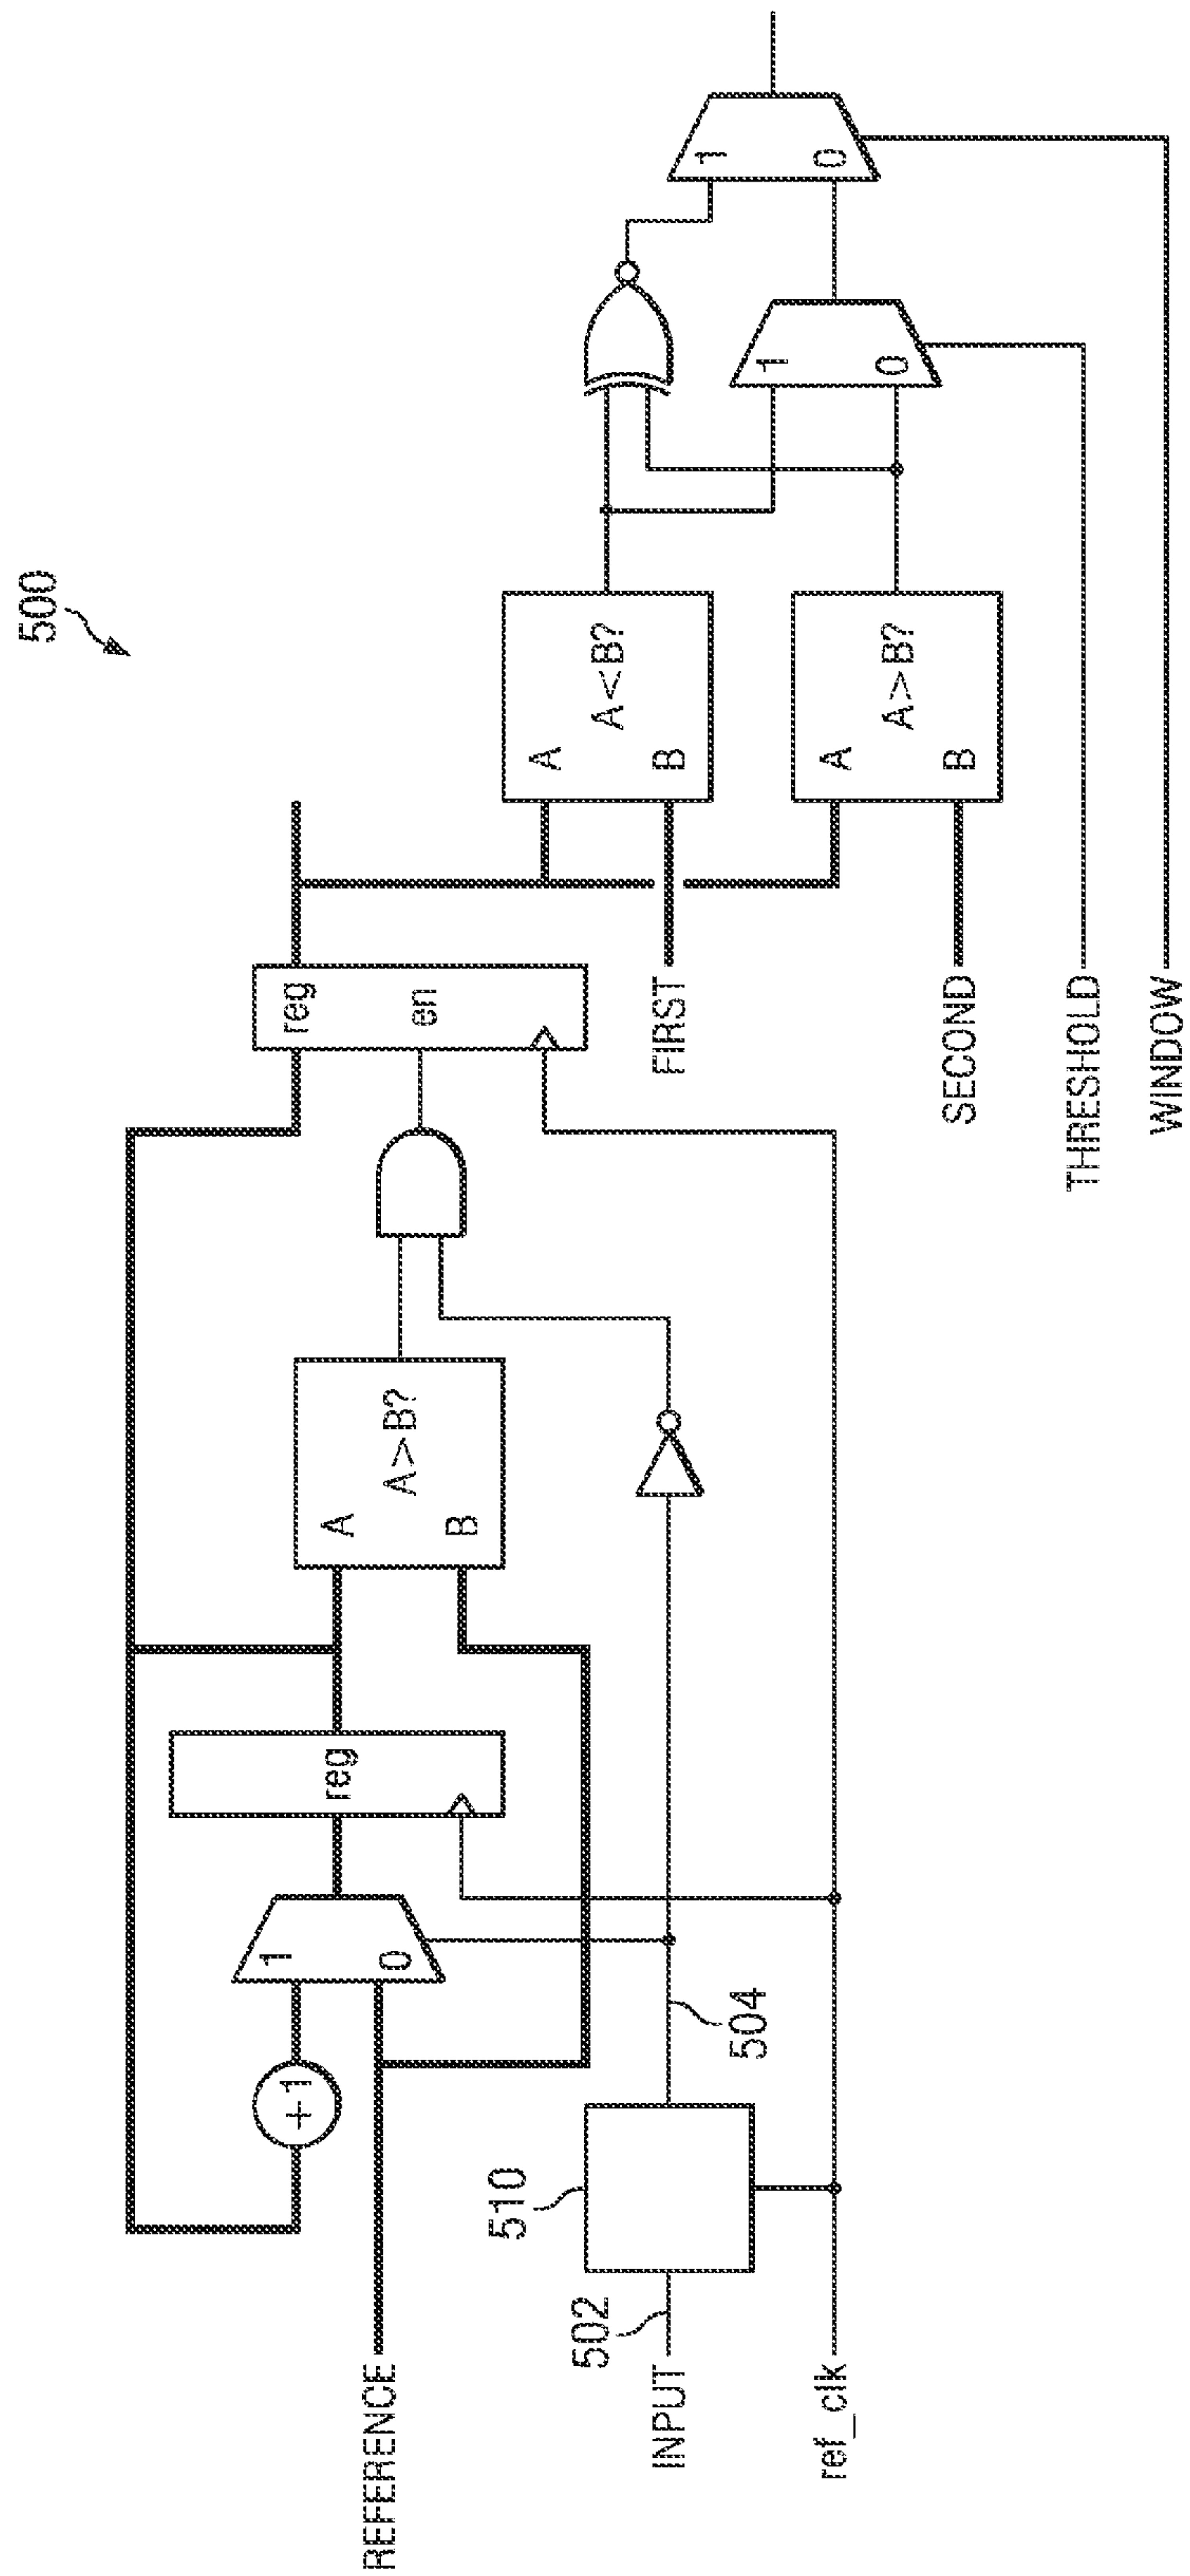 500
REFERENCE
+1
1
0
reg
A
B
A>B?
reg
en
510
502
INPUT
504
ref_clk
FIRST
A
B
A<B?
SECOND
A
B
A>B?
THRESHOLD
WINDOW
1
0
1
0